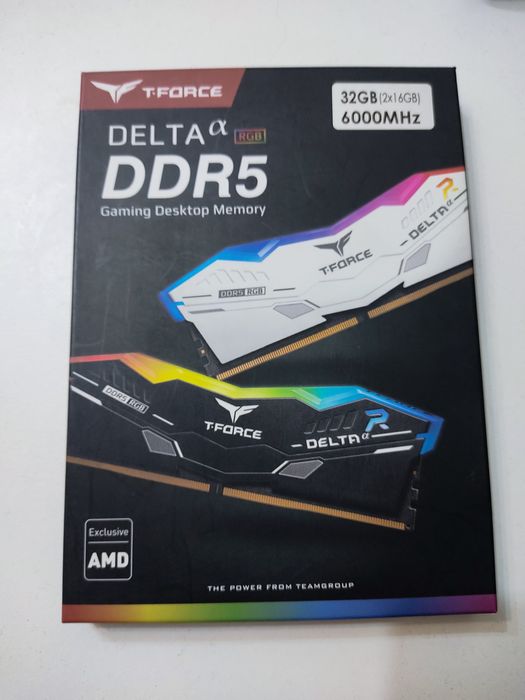 T-FORCE
32GB(2x16GB)
6000MHz
DELTA α RGB
DDR5
Gaming Desktop Memory
R
DELTA α
T-FORCE
DDR5 RGB
DDR5 RGB
T-FORCE
R
DELTA α
Exclusive
AMD
THE POWER FROM TEAMGROUP